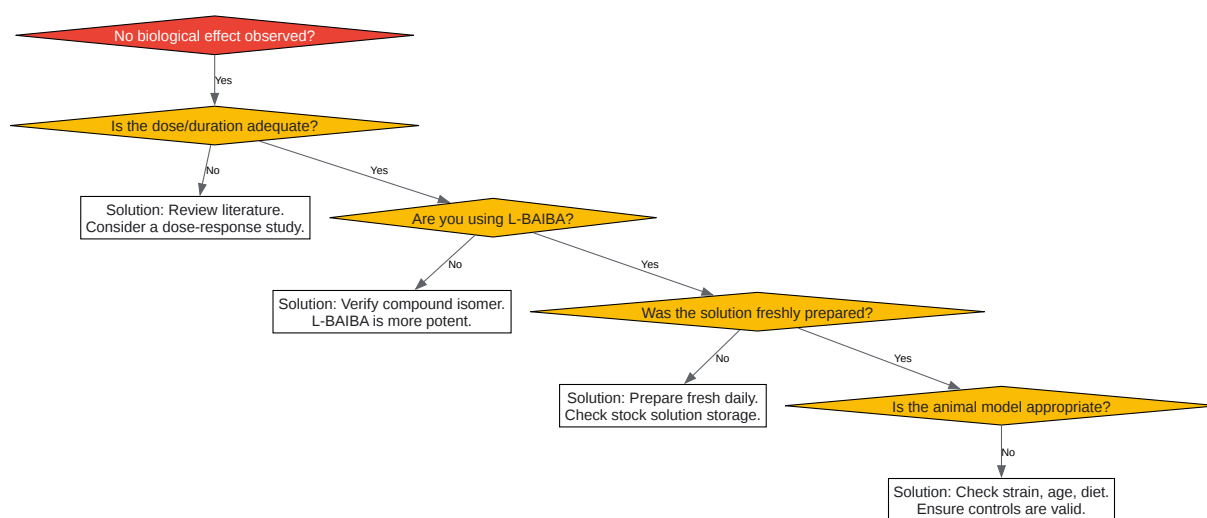 No biological effect observed?
Yes
Is the dose/duration adequate?
No
Yes
Solution: Review literature.
Consider a dose-response study.
Are you using L-BAIBA?
No
Yes
Solution: Verify compound isomer.
L-BAIBA is more potent.
Was the solution freshly prepared?
No
Yes
Solution: Prepare fresh daily.
Check stock solution storage.
Is the animal model appropriate?
No
Solution: Check strain, age, diet.
Ensure controls are valid.